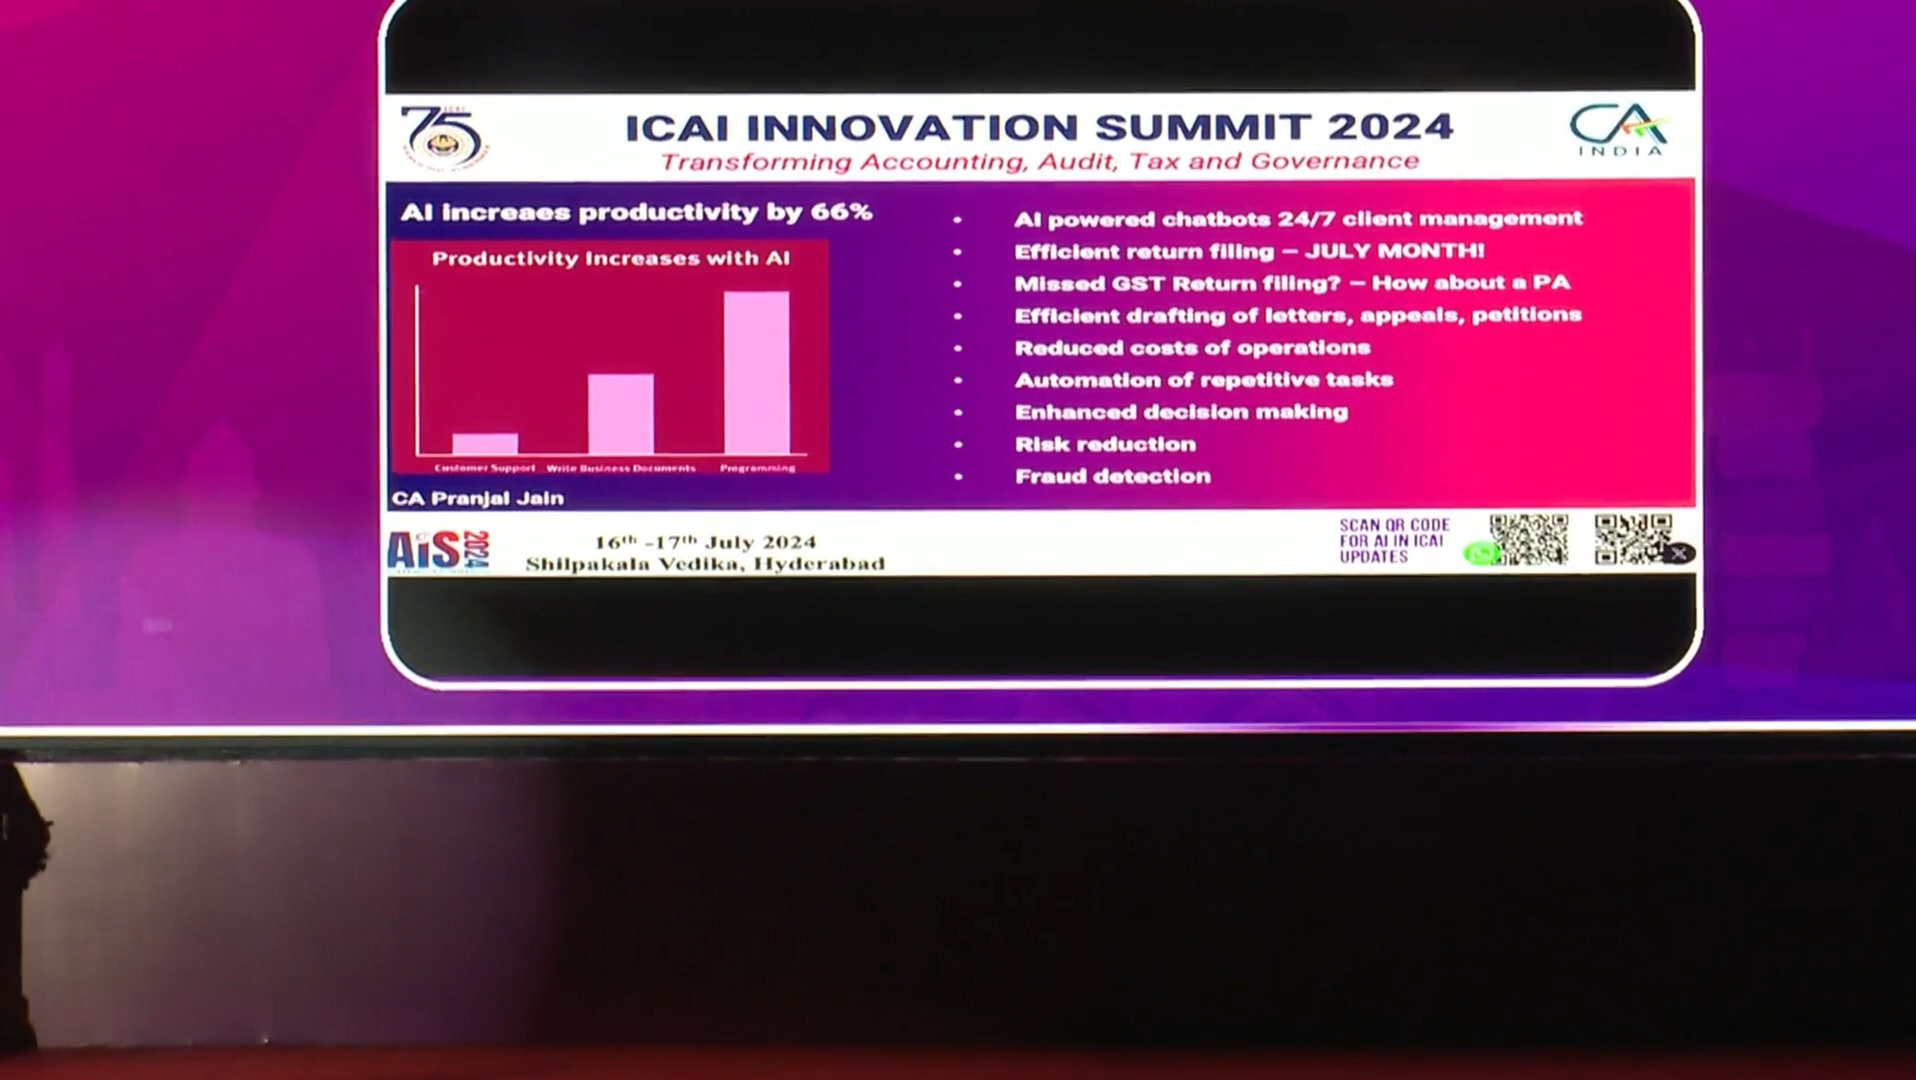 75
ICAI
ICAI INNOVATION SUMMIT 2024
Transforming Accounting, Audit, Tax and Governance
CA
INDIA
AI increaes productivity by 66%
Productivity Increases with AI
Customer Support Write Business Documents Programming
CA Pranjal Jain
• AI powered chatbots 24/7 client management
• Efficient return filing – JULY MONTH!
• Missed GST Return filing? – How about a PA
• Efficient drafting of letters, appeals, petitions
• Reduced costs of operations
• Automation of repetitive tasks
• Enhanced decision making
• Risk reduction
• Fraud detection
AiS 2024
16th -17th July 2024
Shilpakala Vedika, Hyderabad
SCAN QR CODE
FOR AI IN ICAI
UPDATES